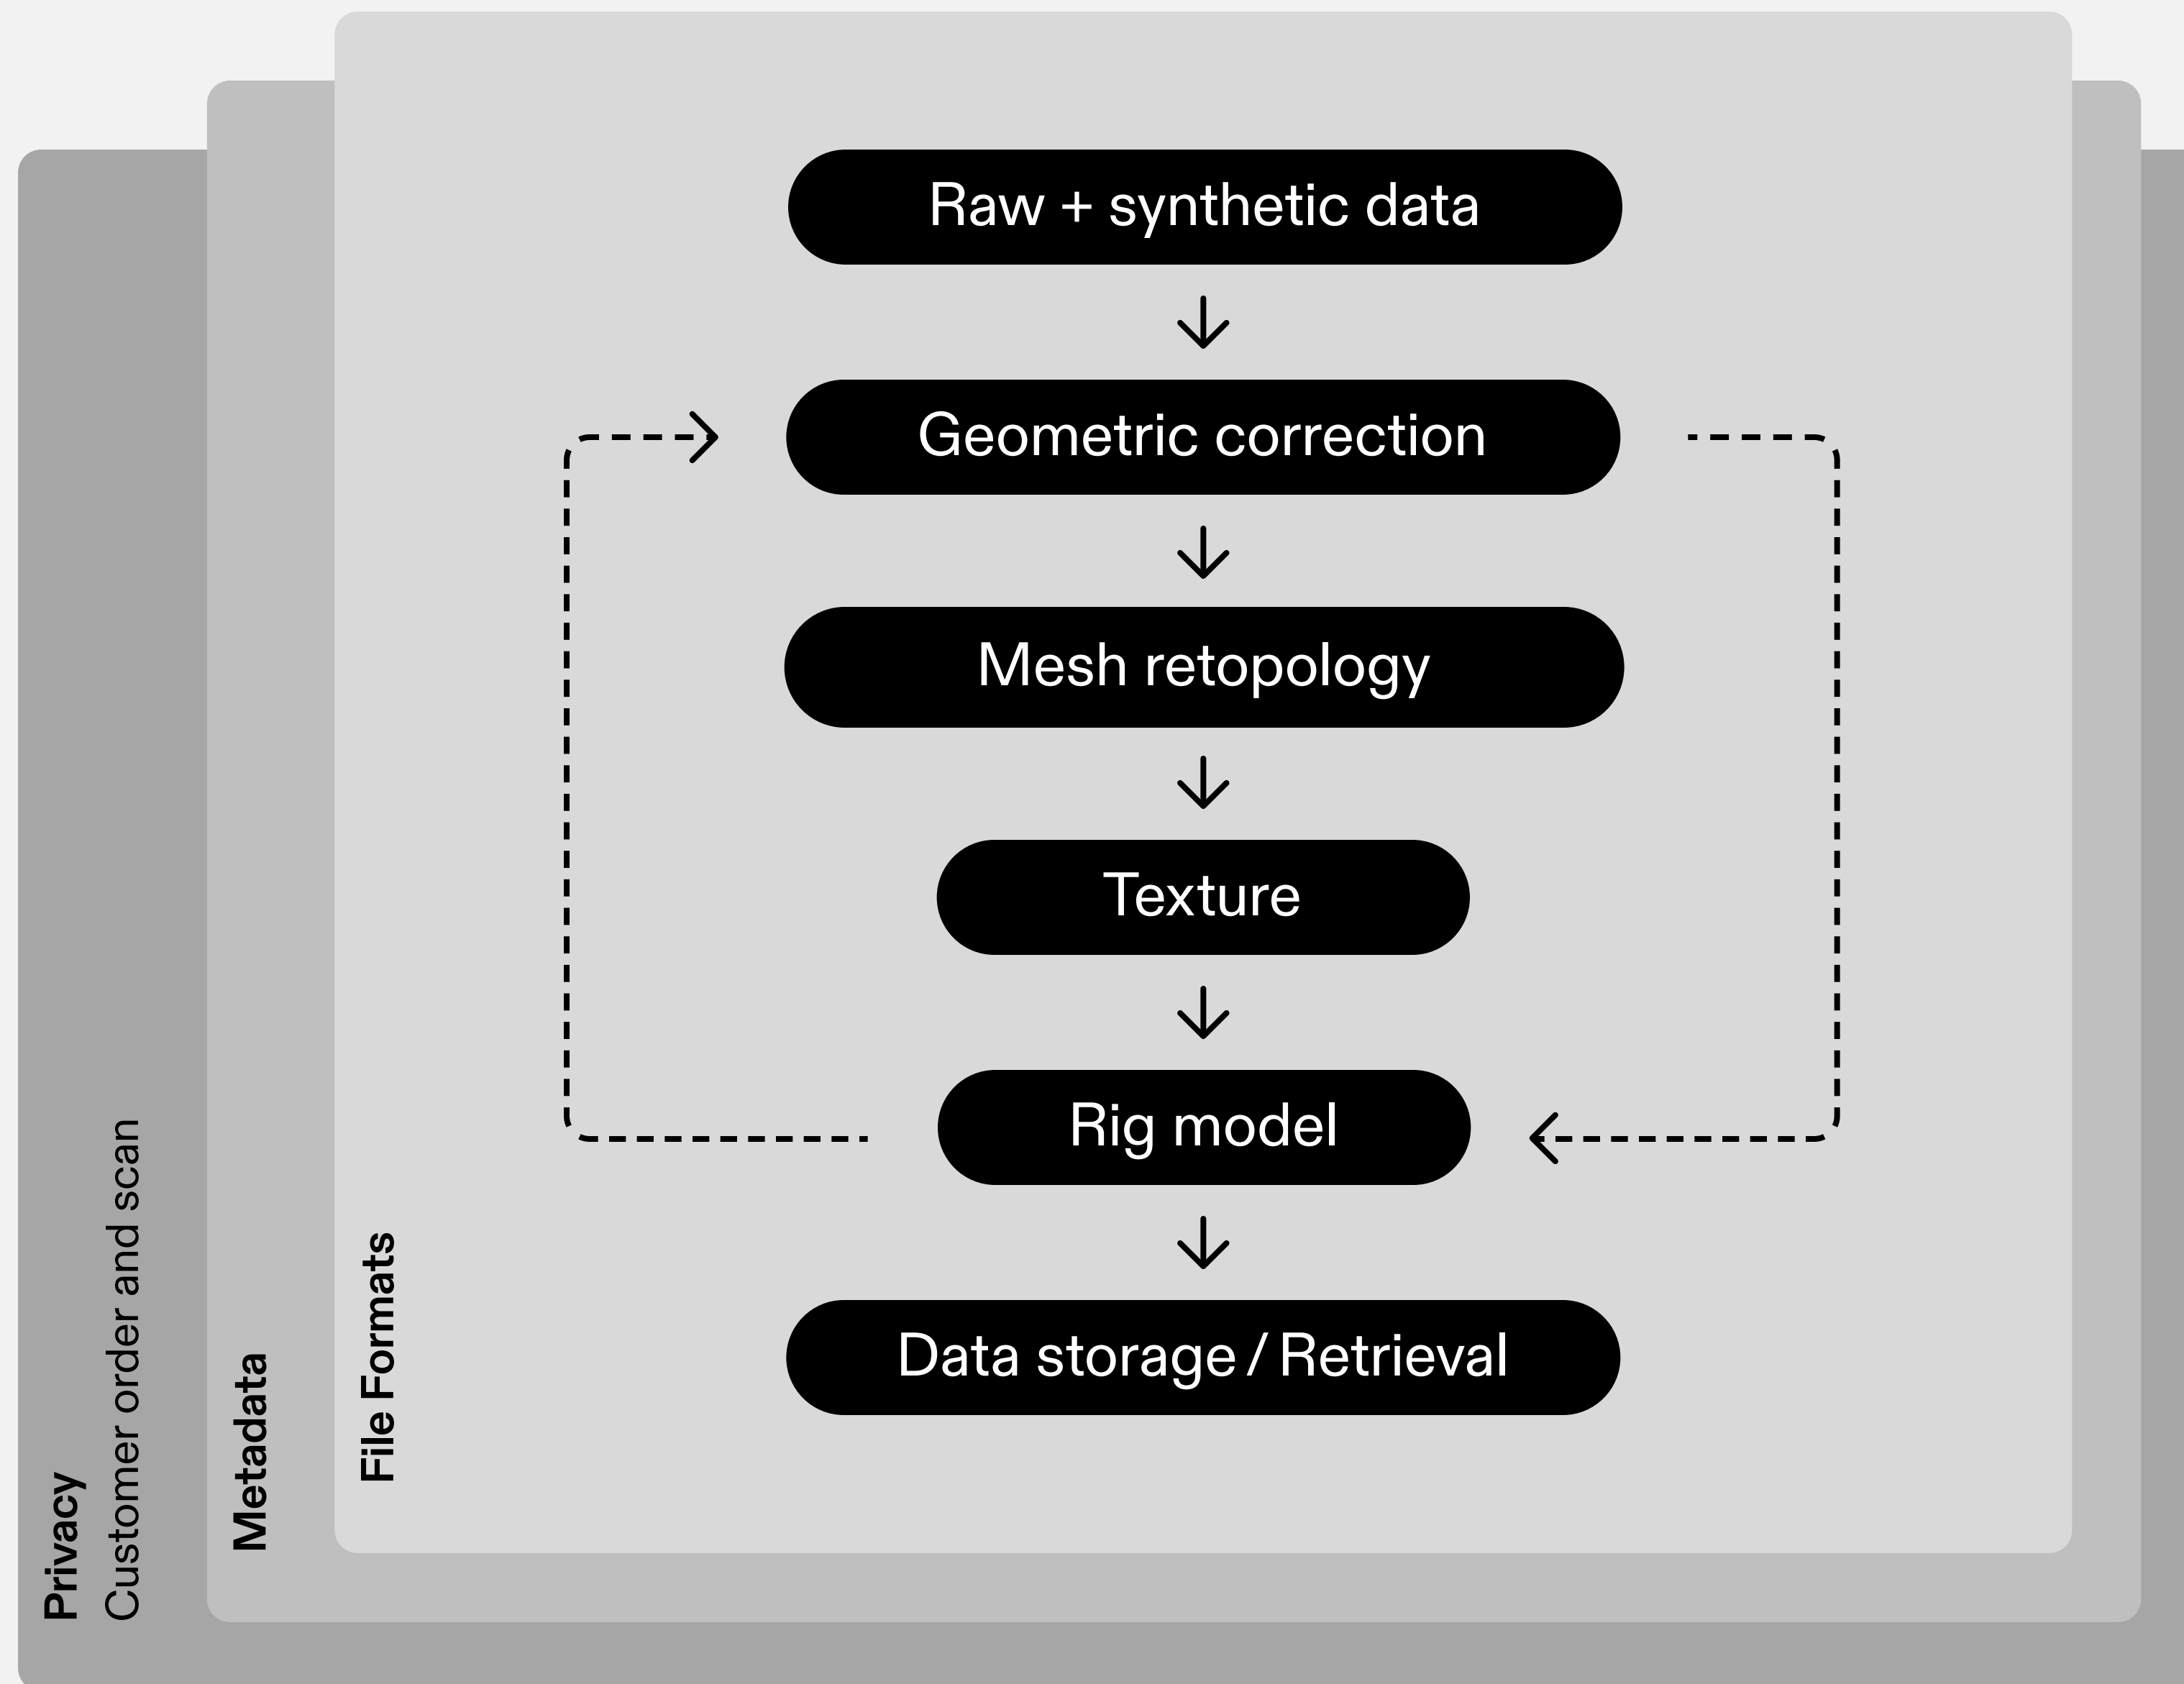 Raw + synthetic data
Geometric correction
Mesh retopology
Texture
Rig model
Data storage / Retrieval
File Formats
Metadata
Privacy
Customer order and scan